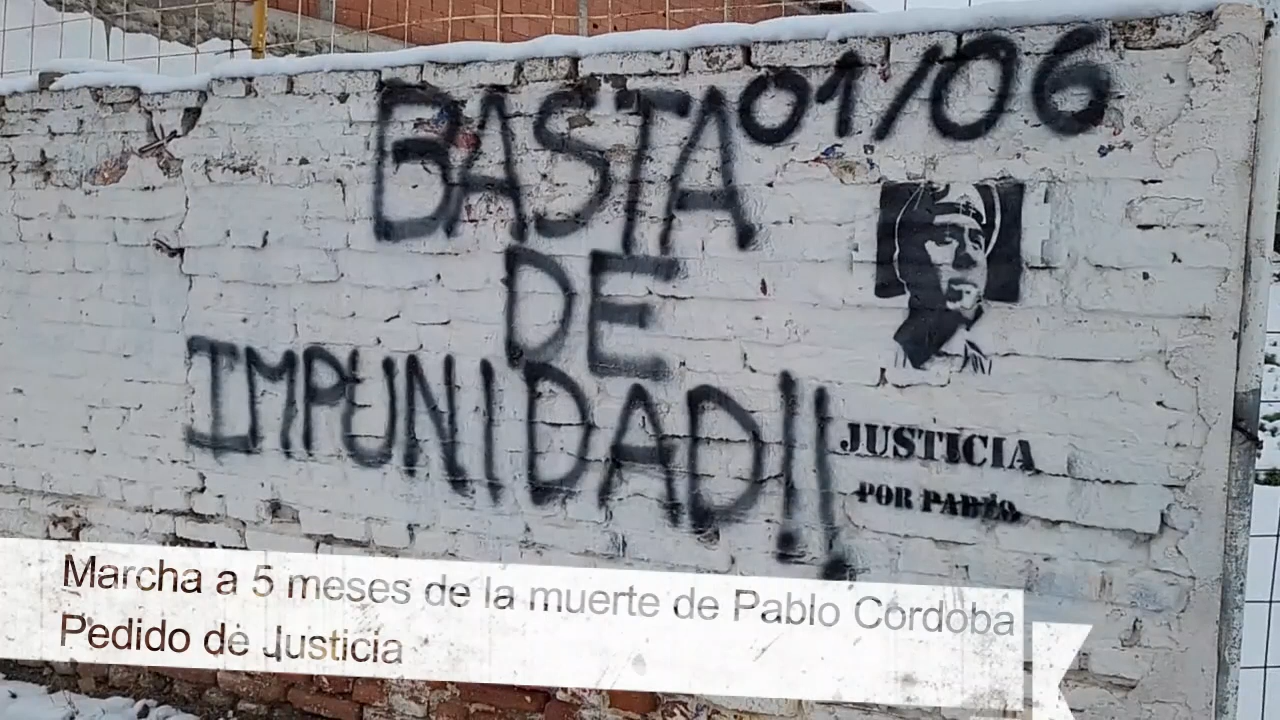 BASTA 01/06
DE
IMPUNIDAD!!
JUSTICIA
POR PABLO
Marcha a 5 meses de la muerte de Pablo Cordoba
Pedido de Justicia